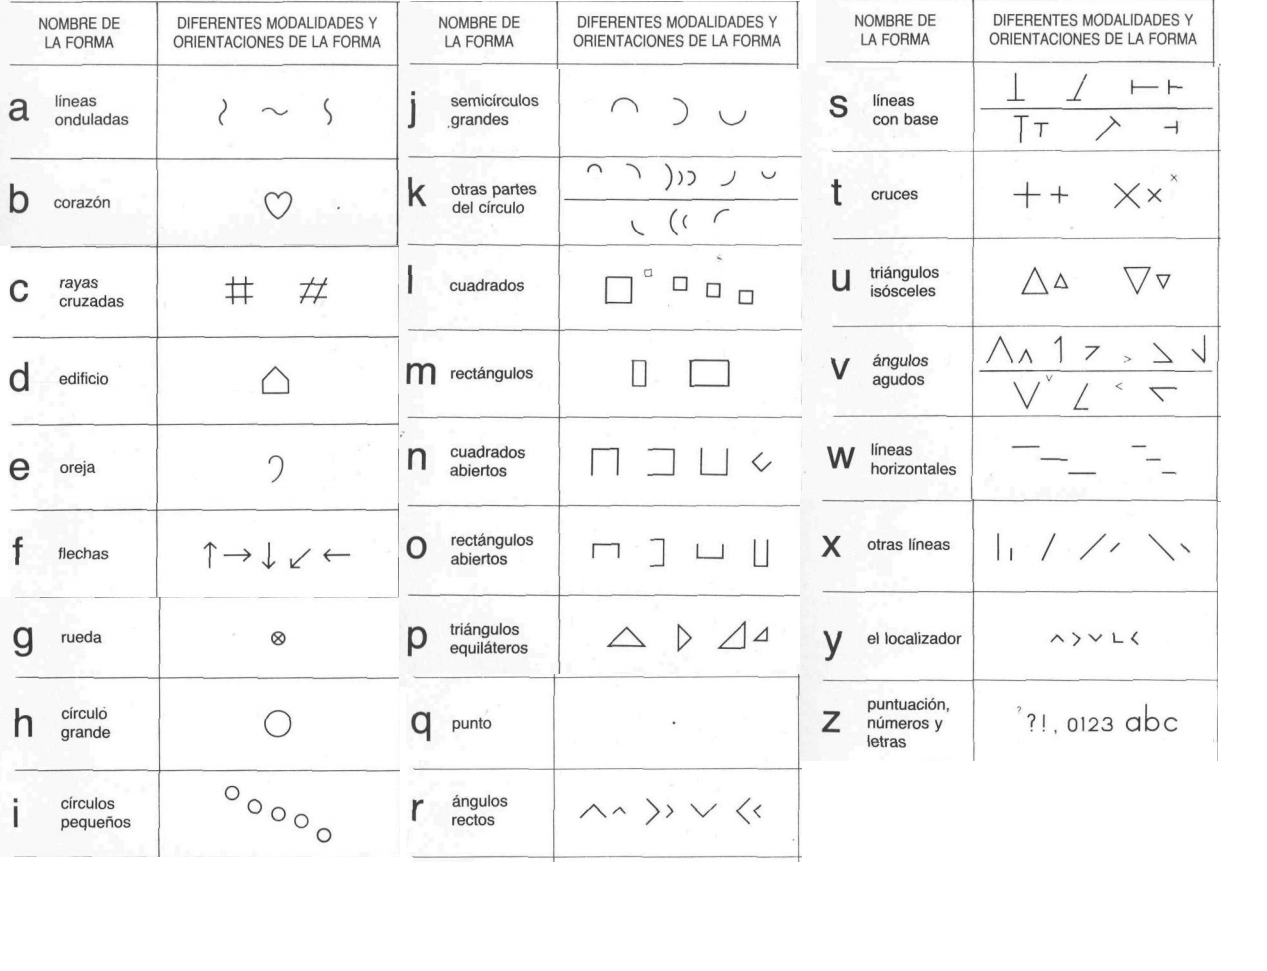 NOMBRE DE
LA FORMA
DIFERENTES MODALIDADES Y
ORIENTACIONES DE LA FORMA
a
líneas
onduladas
b
corazón
c
rayas
cruzadas
d
edificio
e
oreja
f
flechas
g
rueda
h
círculo
grande
i
círculos
pequeños
NOMBRE DE
LA FORMA
DIFERENTES MODALIDADES Y
ORIENTACIONES DE LA FORMA
j
semicírculos
grandes
k
otras partes
del círculo
l
cuadrados
m
rectángulos
n
cuadrados
abiertos
o
rectángulos
abiertos
p
triángulos
equiláteros
q
punto
r
ángulos
rectos
NOMBRE DE
LA FORMA
DIFERENTES MODALIDADES Y
ORIENTACIONES DE LA FORMA
s
líneas
con base
t
cruces
u
triángulos
isósceles
v
ángulos
agudos
w
líneas
horizontales
x
otras líneas
y
el localizador
z
puntuación,
números y
letras
? ?!, 0123 abc